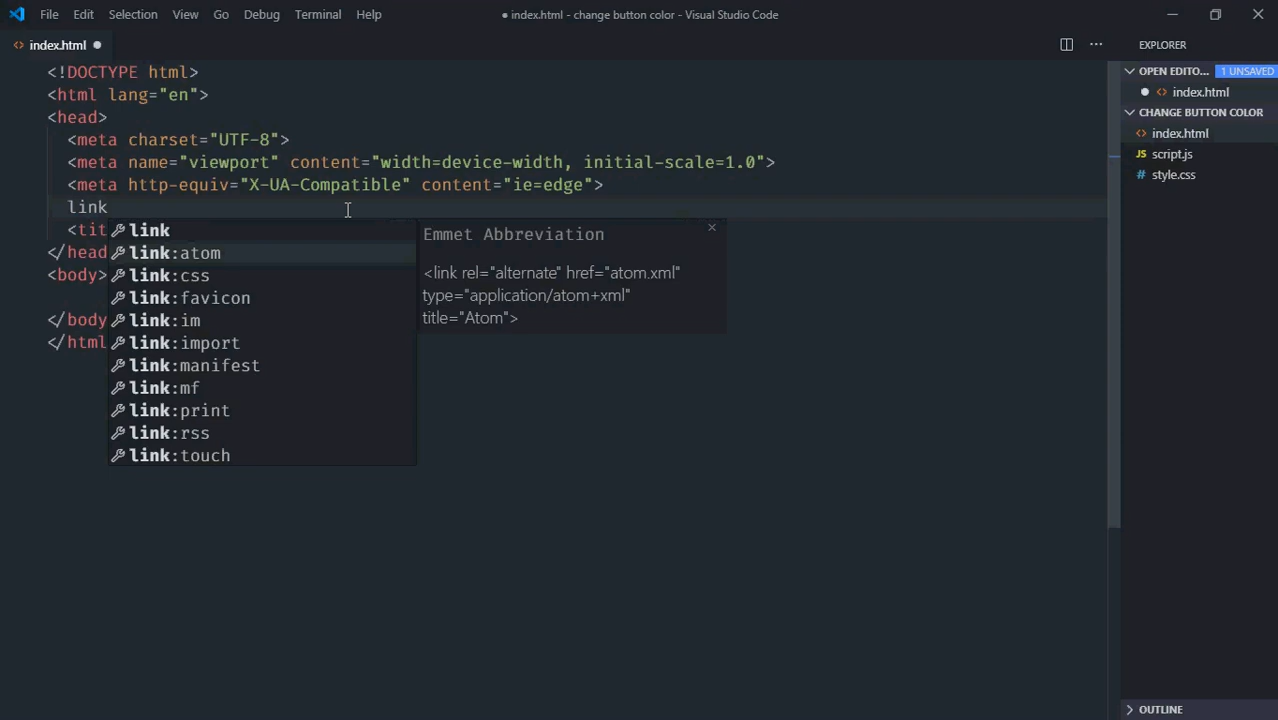 File Edit Selection View Go Debug Terminal Help
● index.html - change button color - Visual Studio Code
index.html
EXPLORER
<!DOCTYPE html>
<html lang="en">
<head>
<meta charset="UTF-8">
<meta name="viewport" content="width=device-width, initial-scale=1.0">
<meta http-equiv="X-UA-Compatible" content="ie=edge">
link
<tit
</head
<body>
</body
</html
link
link:atom
link:css
link:favicon
link:im
link:import
link:manifest
link:mf
link:print
link:rss
link:touch
Emmet Abbreviation
<link rel="alternate" href="atom.xml"
type="application/atom+xml"
title="Atom">
OPEN EDITO... 1 UNSAVED
index.html
CHANGE BUTTON COLOR
index.html
JS script.js
style.css
OUTLINE